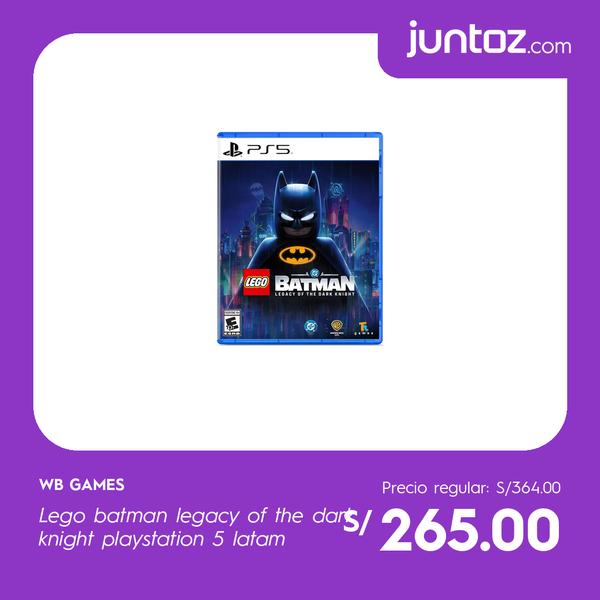 juntoz.com
PS5
LEGO BATMAN
LEGACY OF THE DARK KNIGHT
E
WB GAMES
Precio regular: S/364.00
Lego batman legacy of the dark
knight playstation 5 latam
S/ 265.00